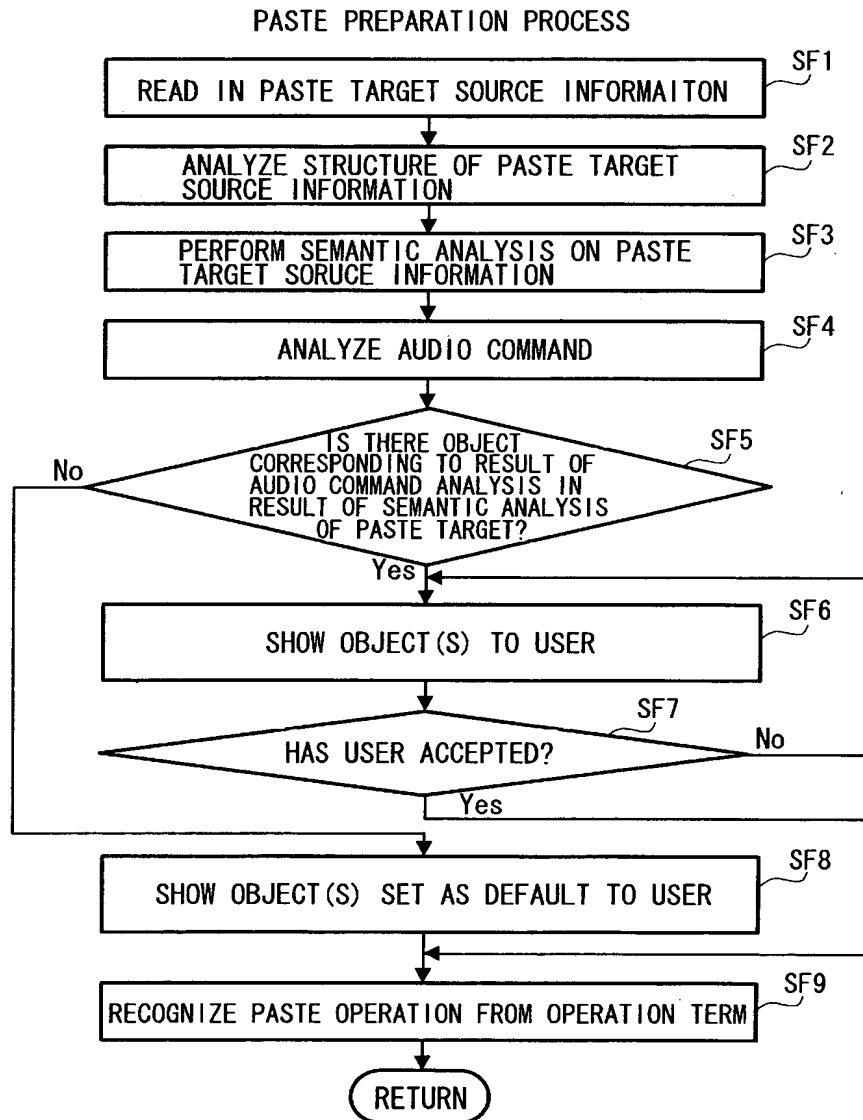 PASTE PREPARATION PROCESS
SF1
READ IN PASTE TARGET SOURCE INFORMAITON
SF2
ANALYZE STRUCTURE OF PASTE TARGET
SOURCE INFORMATION
SF3
PERFORM SEMANTIC ANALYSIS ON PASTE
TARGET SORUCE INFORMATION
SF4
ANALYZE AUDIO COMMAND
SF5
IS THERE OBJECT
CORRESPONDING TO RESULT OF
AUDIO COMMAND ANALYSIS IN
RESULT OF SEMANTIC ANALYSIS
OF PASTE TARGET?
No
Yes
SF6
SHOW OBJECT(S) TO USER
SF7
HAS USER ACCEPTED?
No
Yes
SF8
SHOW OBJECT(S) SET AS DEFAULT TO USER
SF9
RECOGNIZE PASTE OPERATION FROM OPERATION TERM
RETURN